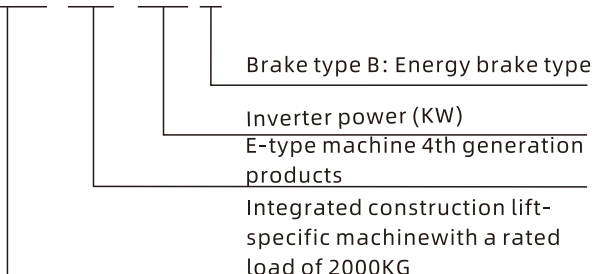 Brake type B: Energy brake type
Inverter power (KW)
E-type machine 4th generation
products
Integrated construction lift-
specific machinewith a rated
load of 2000KG